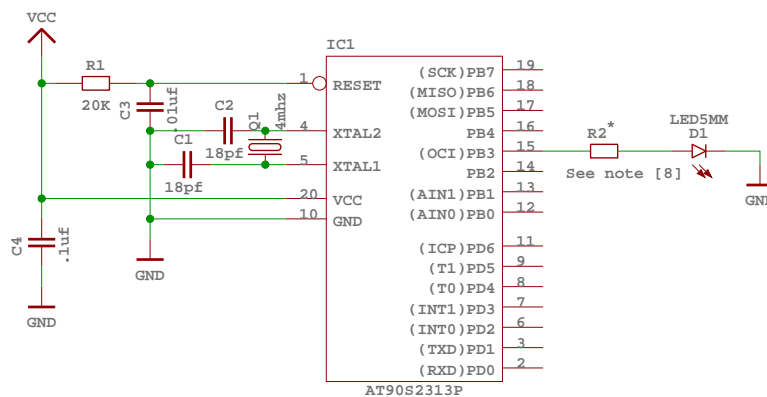 VCC
IC1
R1
20K
C3
.01uf
C2
18pf
C1
18pf
Q1
4mhz
C4
.1uf
GND
GND
1
RESET
4
XTAL2
5
XTAL1
20
VCC
10
GND
(SCK)PB7
19
(MISO)PB6
18
(MOSI)PB5
17
PB4
16
(OCI)PB3
15
PB2
14
(AIN1)PB1
13
(AIN0)PB0
12
(ICP)PD6
11
(T1)PD5
9
(T0)PD4
8
(INT1)PD3
7
(INT0)PD2
6
(TXD)PD1
3
(RXD)PD0
2
AT90S2313P
R2*
See note [8]
LED5MM
D1
GND